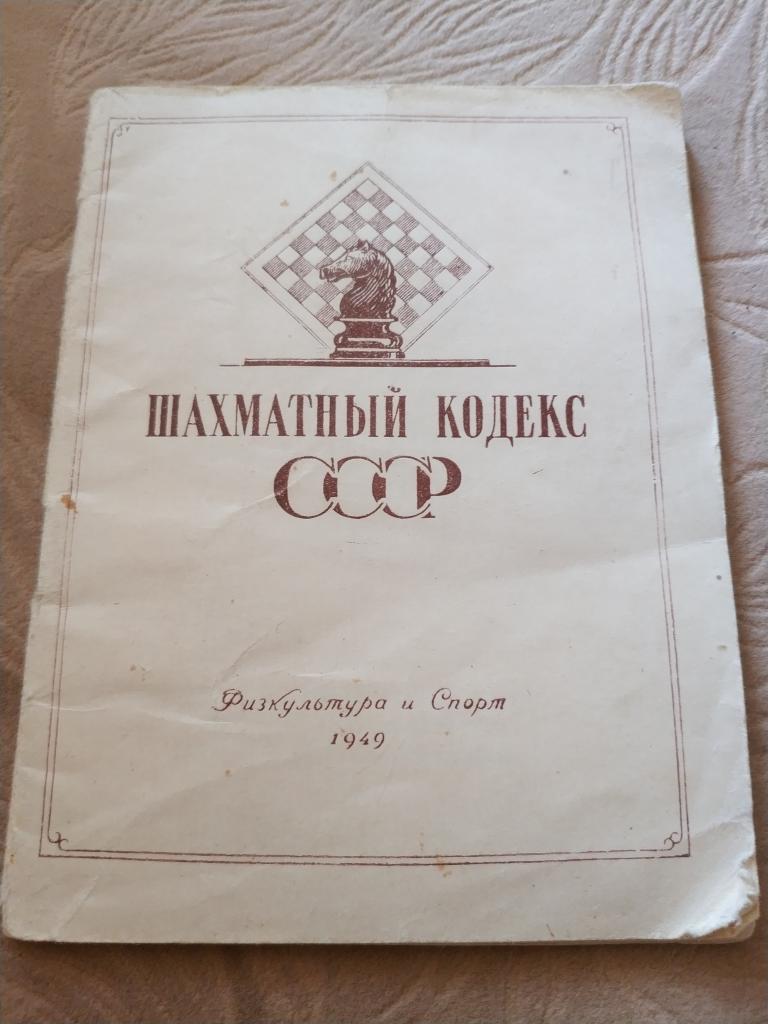 ШАХМАТНЫЙ КОДЕКС
СССР
Физкультура и Спорт
1949